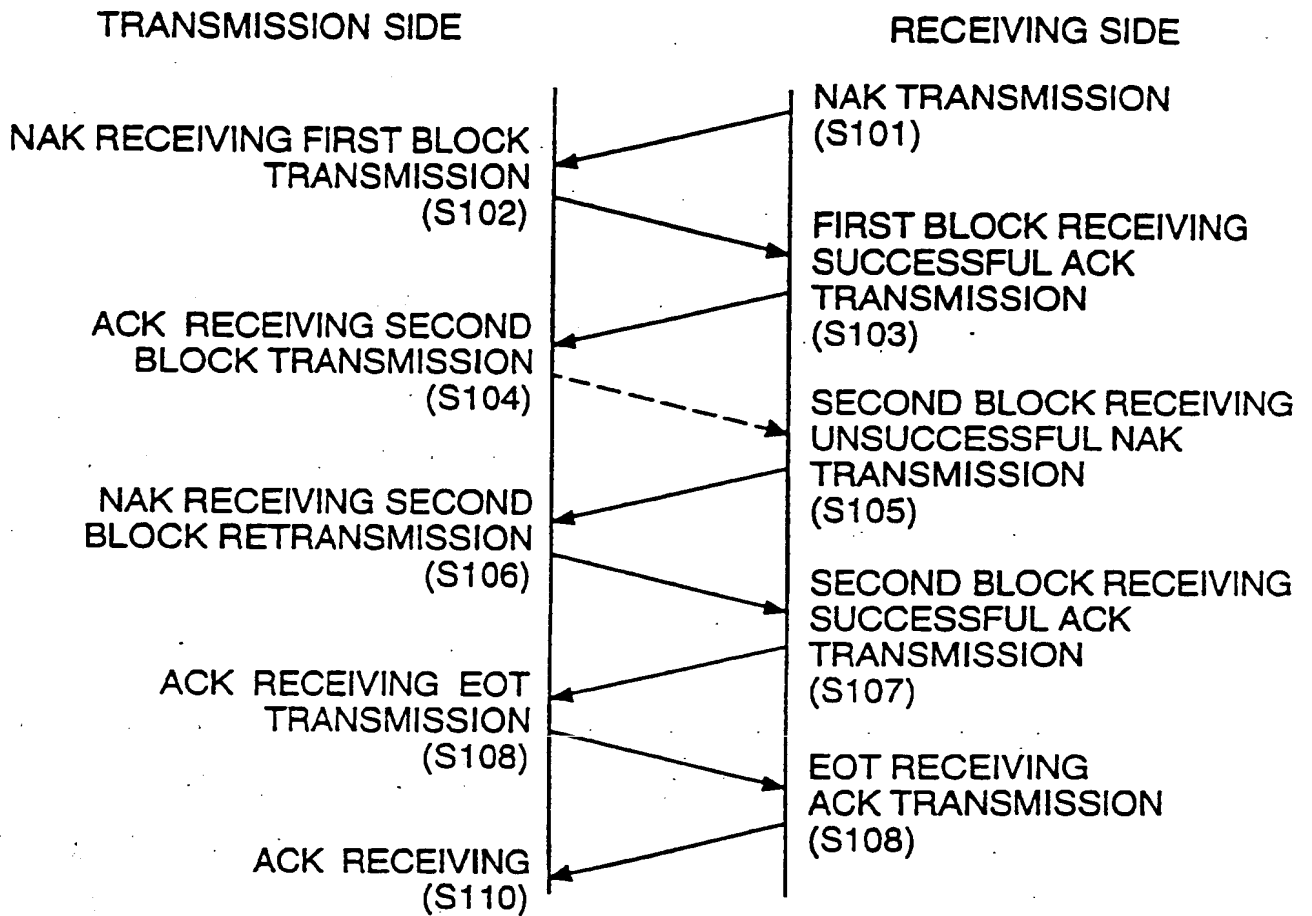 TRANSMISSION SIDE
RECEIVING SIDE
NAK TRANSMISSION
(S101)
NAK RECEIVING FIRST BLOCK
TRANSMISSION
(S102)
FIRST BLOCK RECEIVING
SUCCESSFUL ACK
TRANSMISSION
(S103)
ACK RECEIVING SECOND
BLOCK TRANSMISSION
(S104)
SECOND BLOCK RECEIVING
UNSUCCESSFUL NAK
TRANSMISSION
(S105)
NAK RECEIVING SECOND
BLOCK RETRANSMISSION
(S106)
SECOND BLOCK RECEIVING
SUCCESSFUL ACK
TRANSMISSION
(S107)
ACK RECEIVING EOT
TRANSMISSION
(S108)
EOT RECEIVING
ACK TRANSMISSION
(S108)
ACK RECEIVING
(S110)